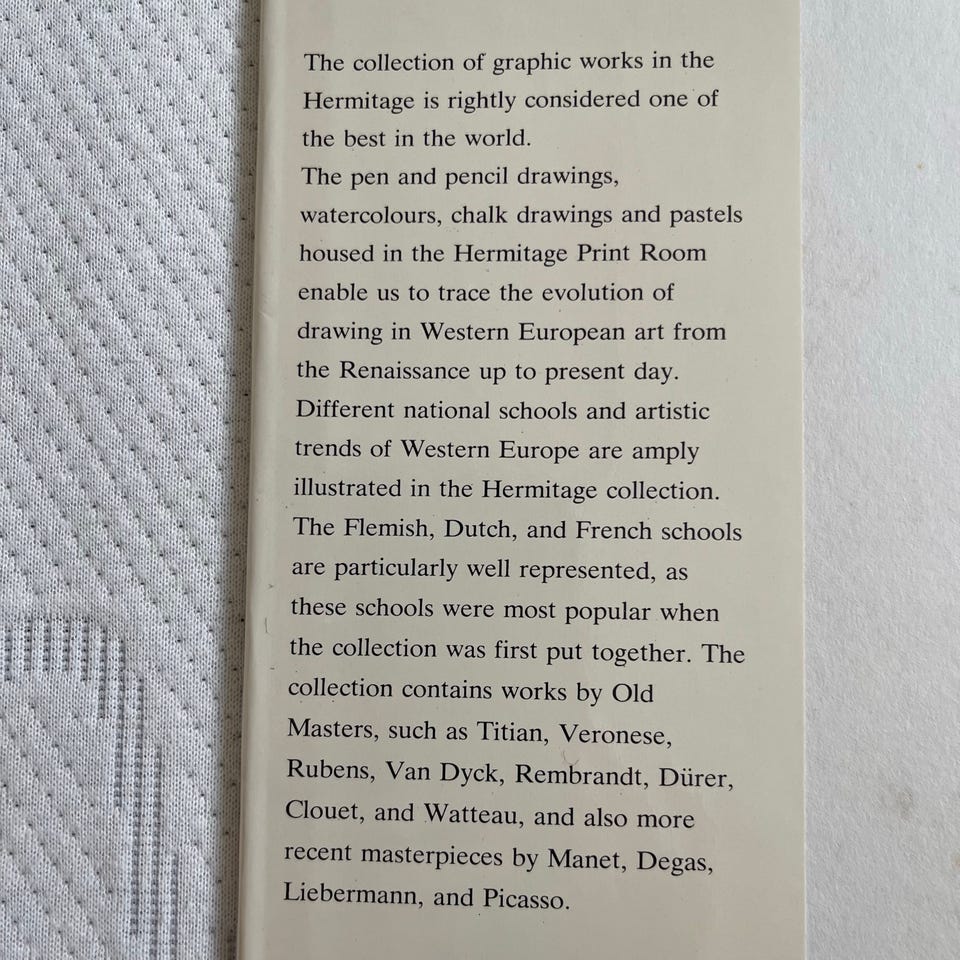 The collection of graphic works in the
Hermitage is rightly considered one of
the best in the world.
The pen and pencil drawings,
watercolours, chalk drawings and pastels
housed in the Hermitage Print Room
enable us to trace the evolution of
drawing in Western European art from
the Renaissance up to present day.
Different national schools and artistic
trends of Western Europe are amply
illustrated in the Hermitage collection.
The Flemish, Dutch, and French schools
are particularly well represented, as
these schools were most popular when
the collection was first put together. The
collection contains works by Old
Masters, such as Titian, Veronese,
Rubens, Van Dyck, Rembrandt, Dürer,
Clouet, and Watteau, and also more
recent masterpieces by Manet, Degas,
Liebermann, and Picasso.